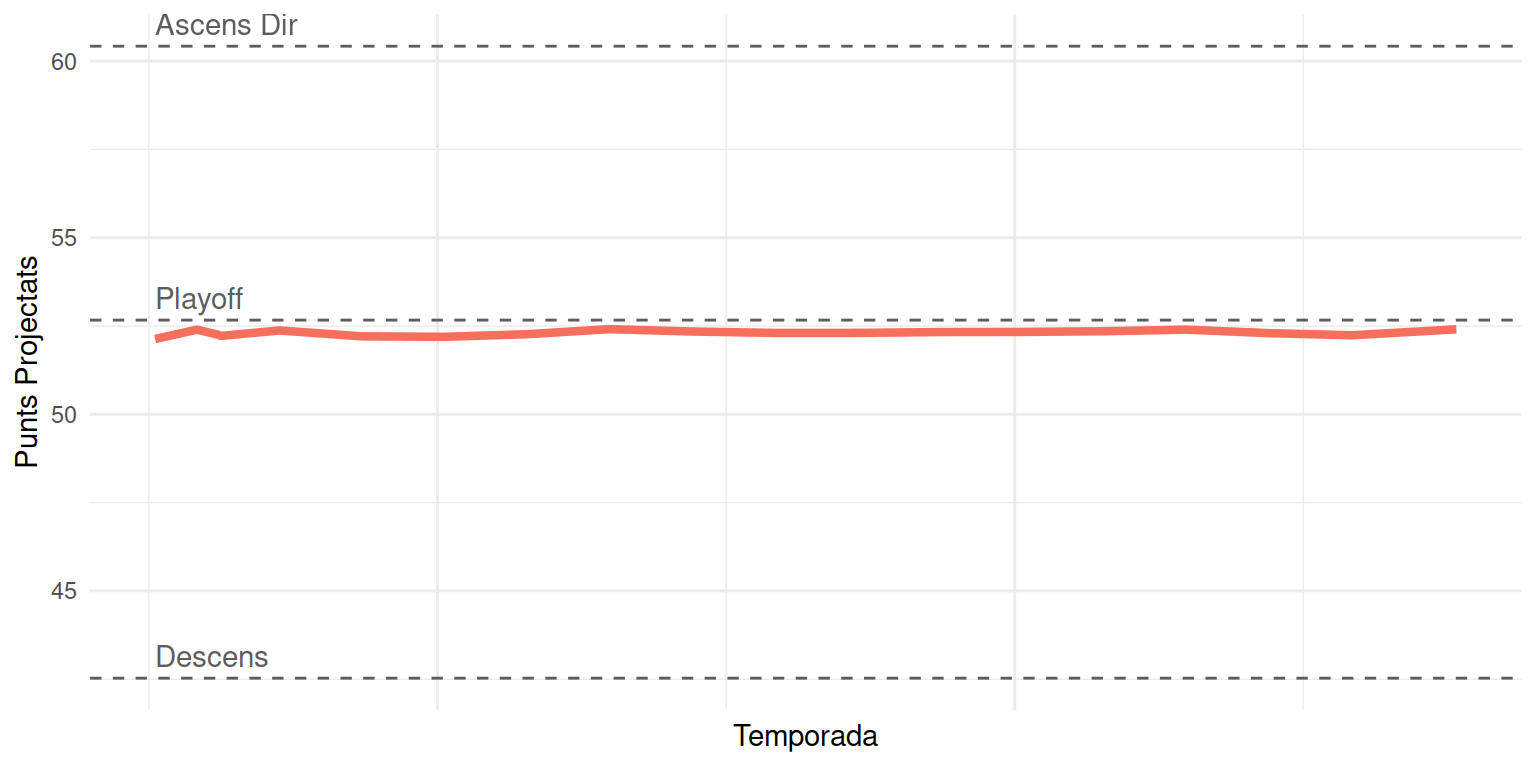 Ascens Dir
60
55
Playoff
50
45
Descens
Punts Projectats
Temporada